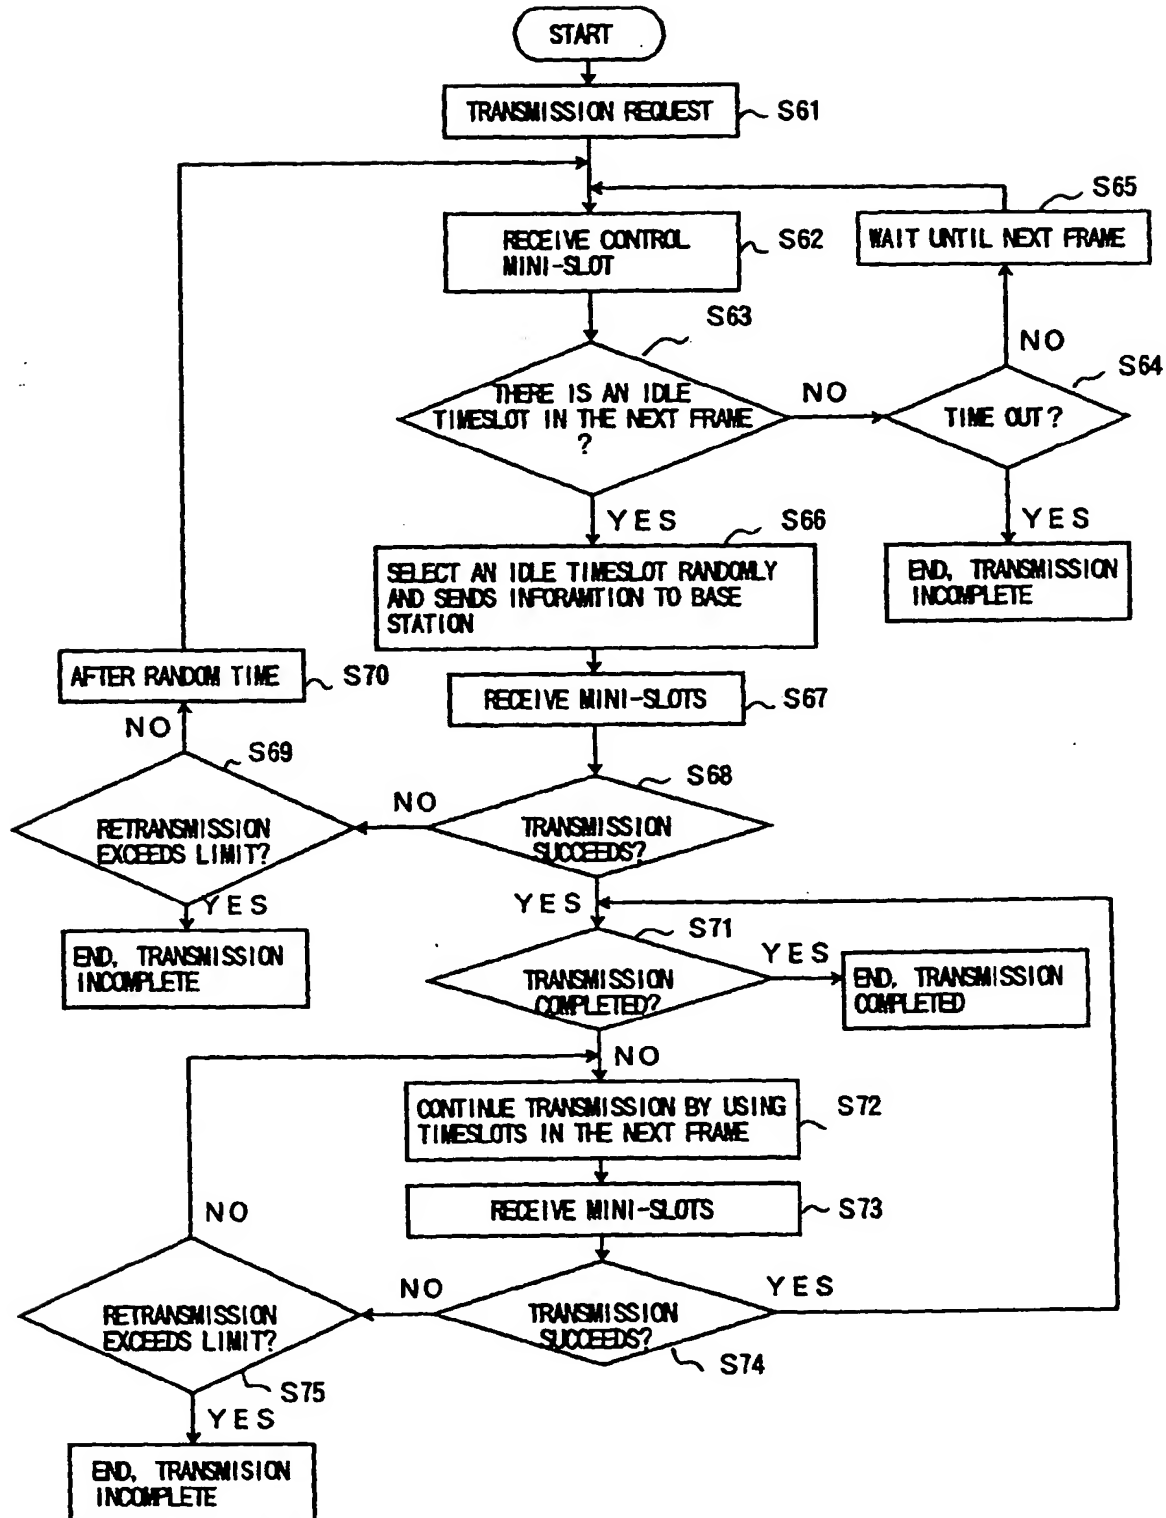 START
TRANSMISSION REQUEST
S61
S65
RECEIVE CONTROL
MINI-SLOT
S62
WAIT UNTIL NEXT FRAME
S63
NO
S64
THERE IS AN IDLE
TIMESLOT IN THE NEXT FRAME
?
NO
TIME OUT?
YES
S66
YES
SELECT AN IDLE TIMESLOT RANDOMLY
AND SENDS INFORAMTION TO BASE
STATION
END, TRANSMISSION
INCOMPLETE
AFTER RANDOM TIME
S70
RECEIVE MINI-SLOTS
S67
NO
S69
S68
NO
RETRANSMISSION
EXCEEDS LIMIT?
TRANSMISSION
SUCCEEDS?
YES
YES
S71
YES
END, TRANSMISSION
INCOMPLETE
TRANSMISSION
COMPLETED?
END, TRANSMISSION
COMPLETED
NO
CONTINUE TRANSMISSION BY USING
TIMESLOTS IN THE NEXT FRAME
S72
NO
RECEIVE MINI-SLOTS
S73
NO
YES
RETRANSMISSION
EXCEEDS LIMIT?
TRANSMISSION
SUCCEEDS?
S74
S75
YES
END, TRANSMISION
INCOMPLETE